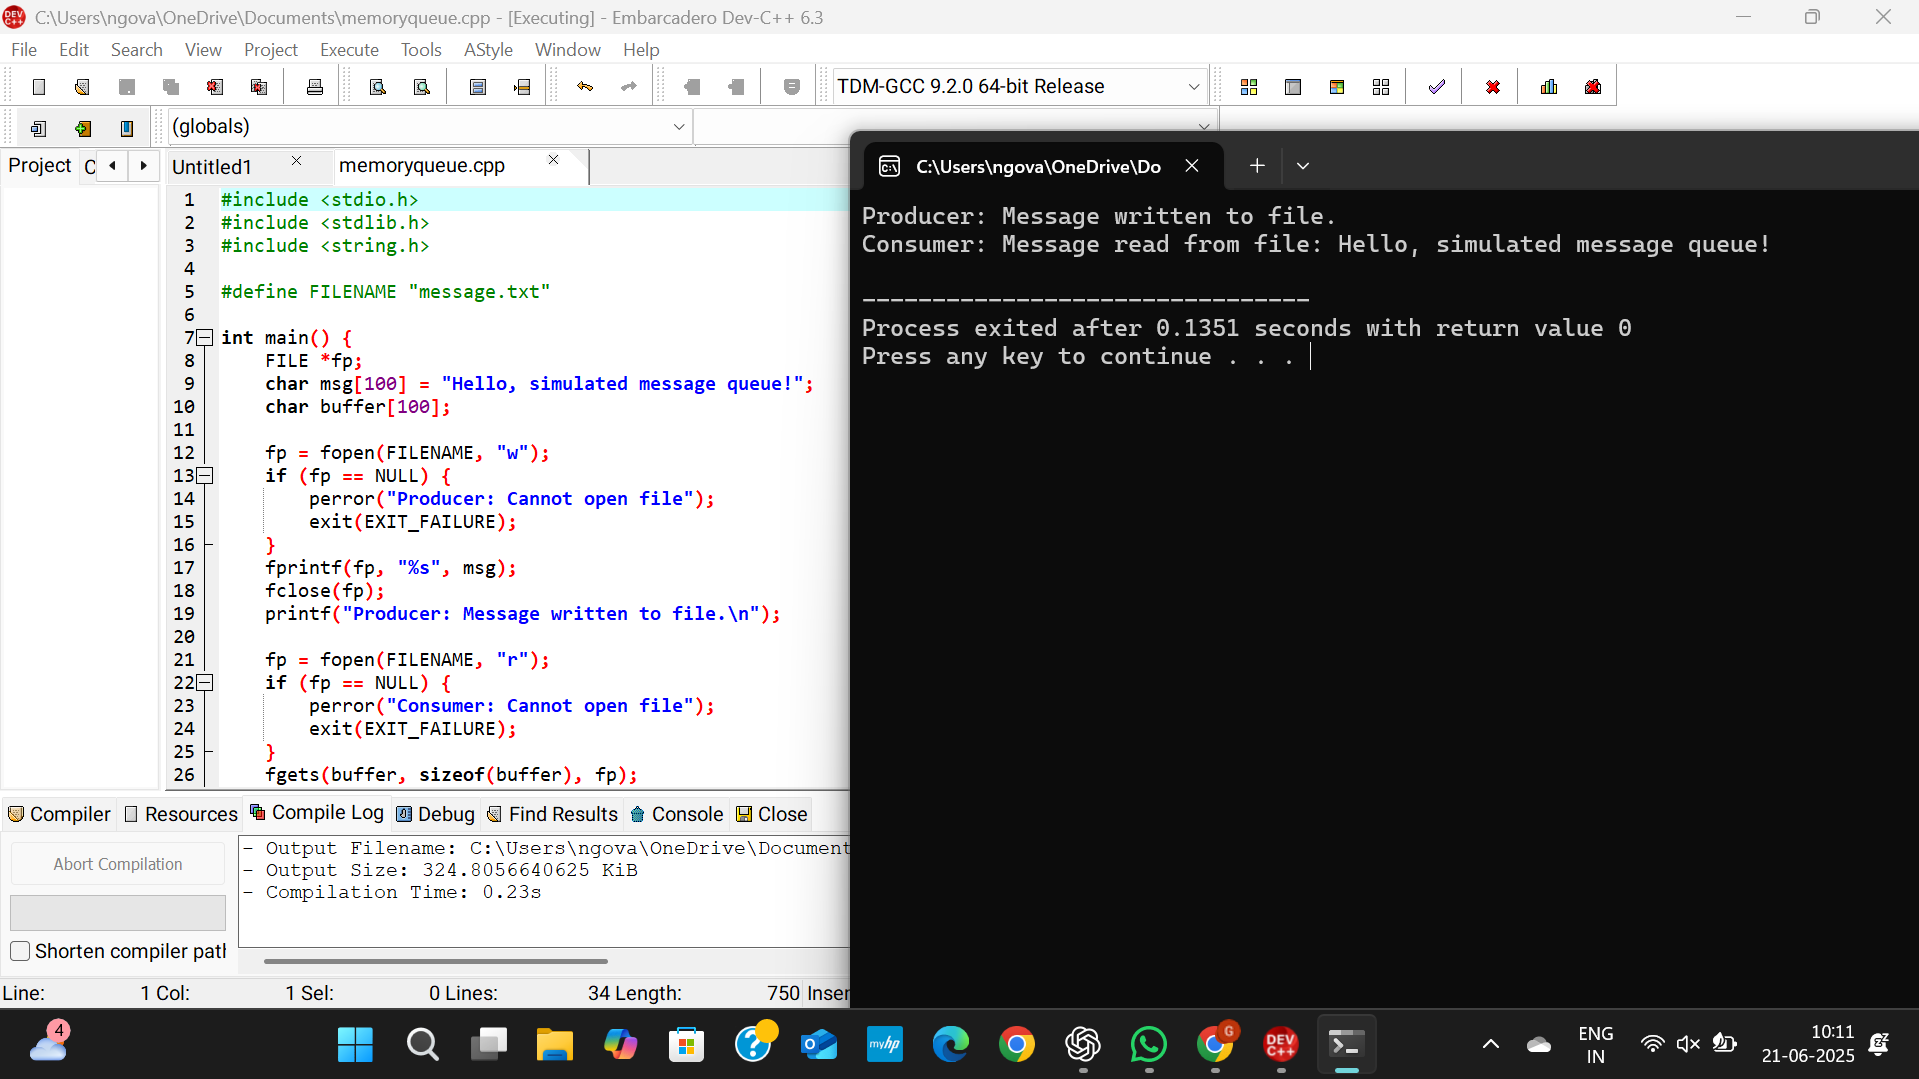 C:\Users\ngova\OneDrive\Documents\memoryqueue.cpp - [Executing] - Embarcadero Dev-C++ 6.3
File Edit Search View Project Execute Tools AStyle Window Help
TDM-GCC 9.2.0 64-bit Release
(globals)
Project C
Untitled1 memoryqueue.cpp
1 #include <stdio.h>
2 #include <stdlib.h>
3 #include <string.h>
4
5 #define FILENAME "message.txt"
6
7 int main() {
8 FILE *fp;
9 char msg[100] = "Hello, simulated message queue!";
10 char buffer[100];
11
12 fp = fopen(FILENAME, "w");
13 if (fp == NULL) {
14 perror("Producer: Cannot open file");
15 exit(EXIT_FAILURE);
16 }
17 fprintf(fp, "%s", msg);
18 fclose(fp);
19 printf("Producer: Message written to file.\n");
20
21 fp = fopen(FILENAME, "r");
22 if (fp == NULL) {
23 perror("Consumer: Cannot open file");
24 exit(EXIT_FAILURE);
25 }
26 fgets(buffer, sizeof(buffer), fp);
C:\Users\ngova\OneDrive\Do
Producer: Message written to file.
Consumer: Message read from file: Hello, simulated message queue!
--------------------------------
Process exited after 0.1351 seconds with return value 0
Press any key to continue . . .
Compiler Resources Compile Log Debug Find Results Console Close
Abort Compilation
Shorten compiler path
- Output Filename: C:\Users\ngova\OneDrive\Document
- Output Size: 324.8056640625 KiB
- Compilation Time: 0.23s
Line: 1 Col: 1 Sel: 0 Lines: 34 Length: 750 Inser
4
myhp
G
DEV C++
ENG
IN
10:11
21-06-2025